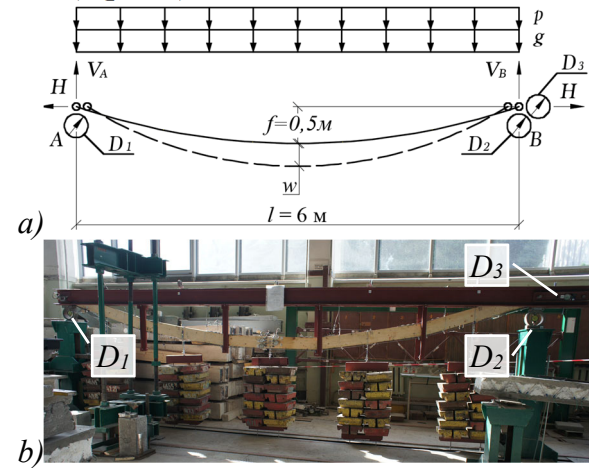 p
g
H
V_A
V_B
D_3
H
f=0,5м
A
D_1
D_2
B
w
l = 6 м
a)
D_3
D_1
D_2
b)